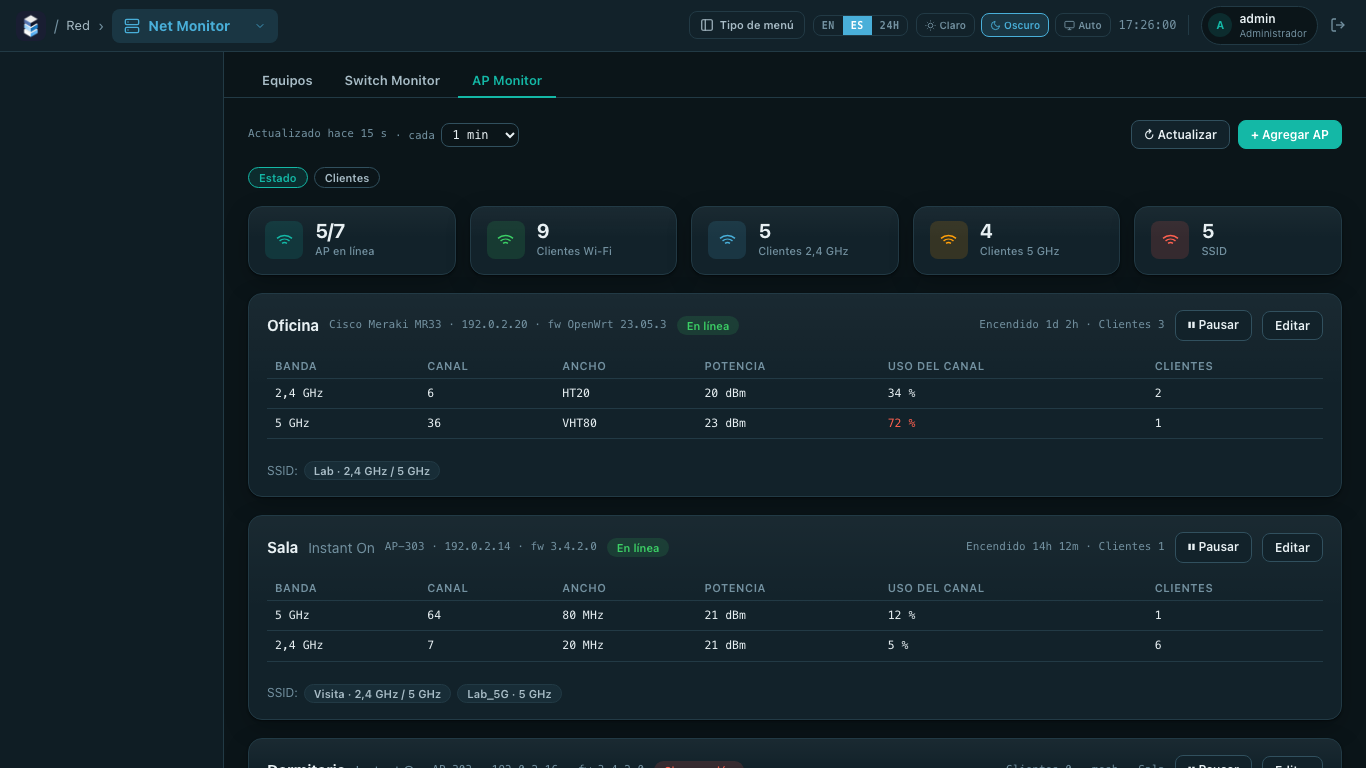 / Red › Net Monitor Tipo de menú EN ES 24H Claro Oscuro Auto 17:26:00 A admin Administrador
Equipos Switch Monitor AP Monitor
Actualizado hace 15 s · cada 1 min Actualizar + Agregar AP
Estado Clientes
5/7 AP en línea
9 Clientes Wi-Fi
5 Clientes 2,4 GHz
4 Clientes 5 GHz
5 SSID
Oficina Cisco Meraki MR33 · 192.0.2.20 · fw OpenWrt 23.05.3 En línea Encendido 1d 2h · Clientes 3 Pausar Editar
BANDA CANAL ANCHO POTENCIA USO DEL CANAL CLIENTES
2,4 GHz 6 HT20 20 dBm 34 % 2
5 GHz 36 VHT80 23 dBm 72 % 1
SSID: Lab · 2,4 GHz / 5 GHz
Sala Instant On AP-303 · 192.0.2.14 · fw 3.4.2.0 En línea Encendido 14h 12m · Clientes 1 Pausar Editar
BANDA CANAL ANCHO POTENCIA USO DEL CANAL CLIENTES
5 GHz 64 80 MHz 21 dBm 12 % 1
2,4 GHz 7 20 MHz 21 dBm 5 % 6
SSID: Visita · 2,4 GHz / 5 GHz Lab_5G · 5 GHz